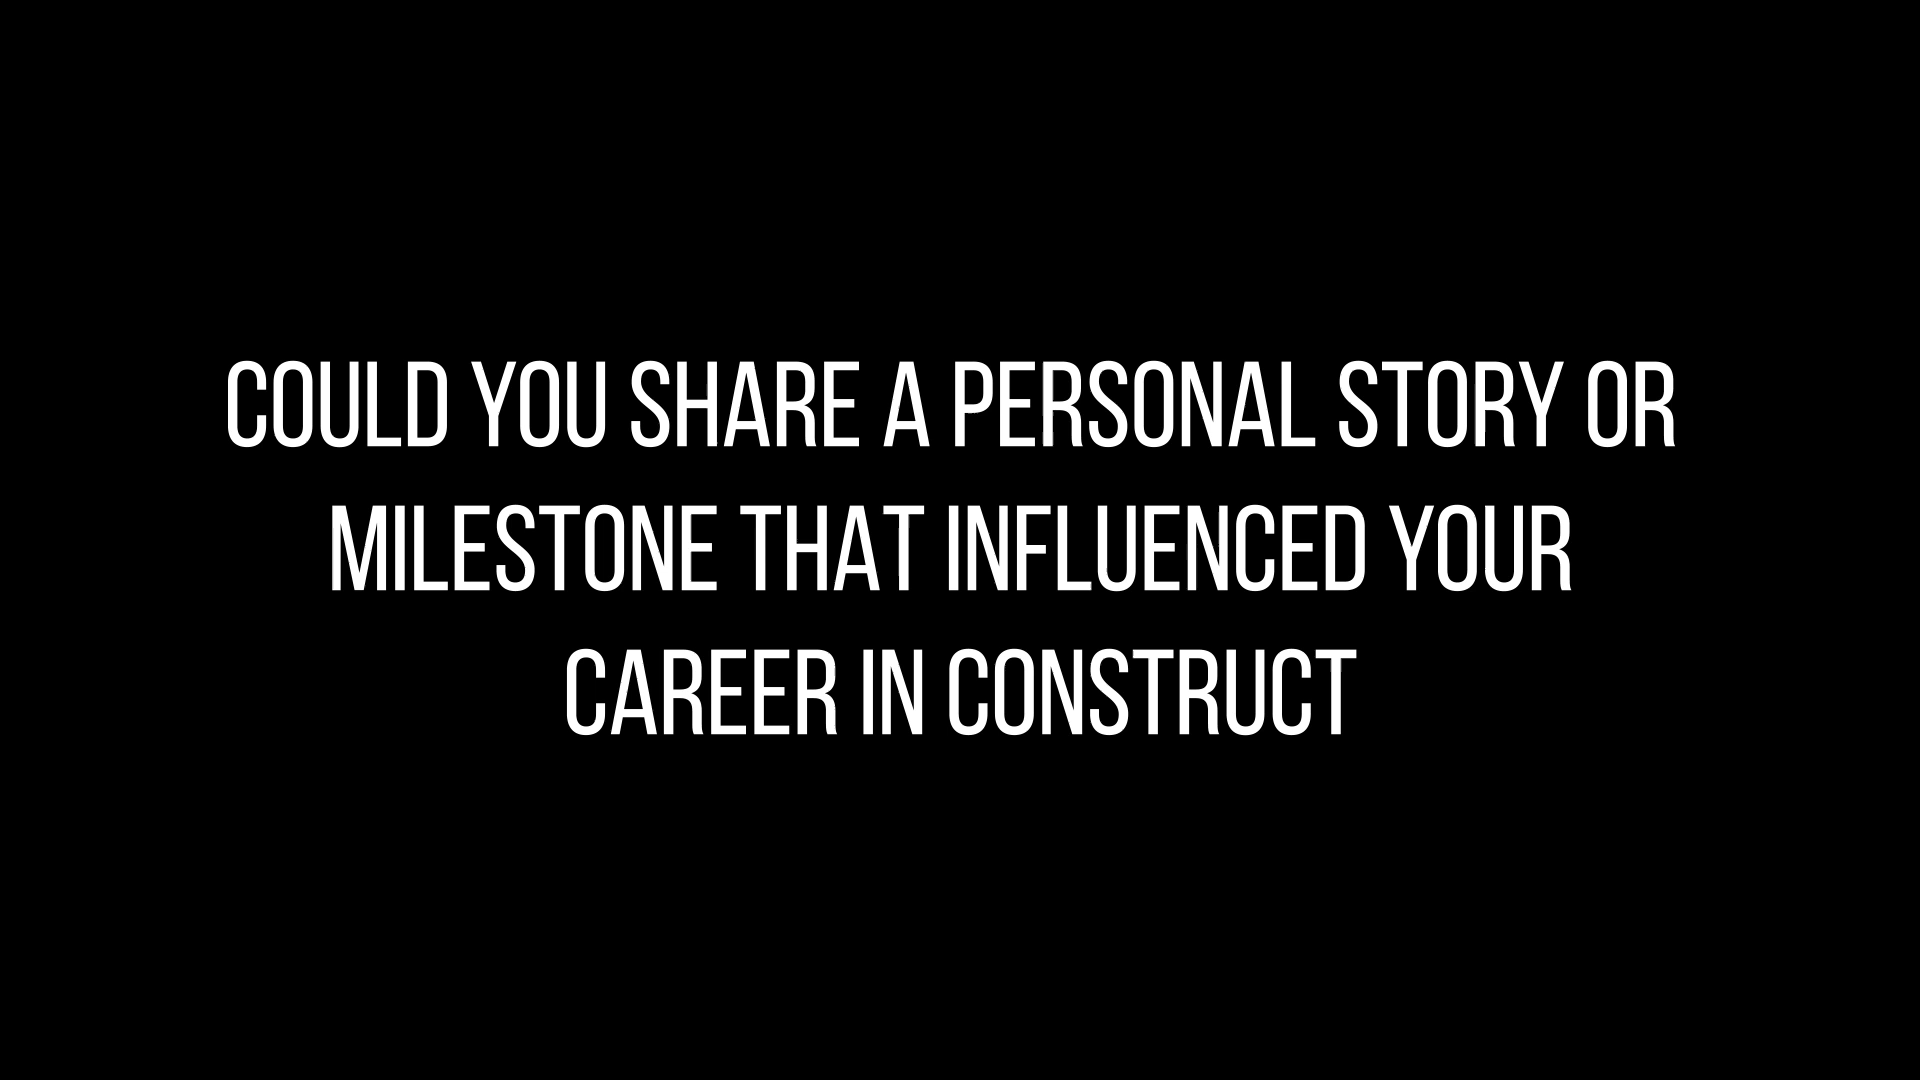 COULD YOU SHARE A PERSONAL STORY OR
MILESTONE THAT INFLUENCED YOUR
CAREER IN CONSTRUCT